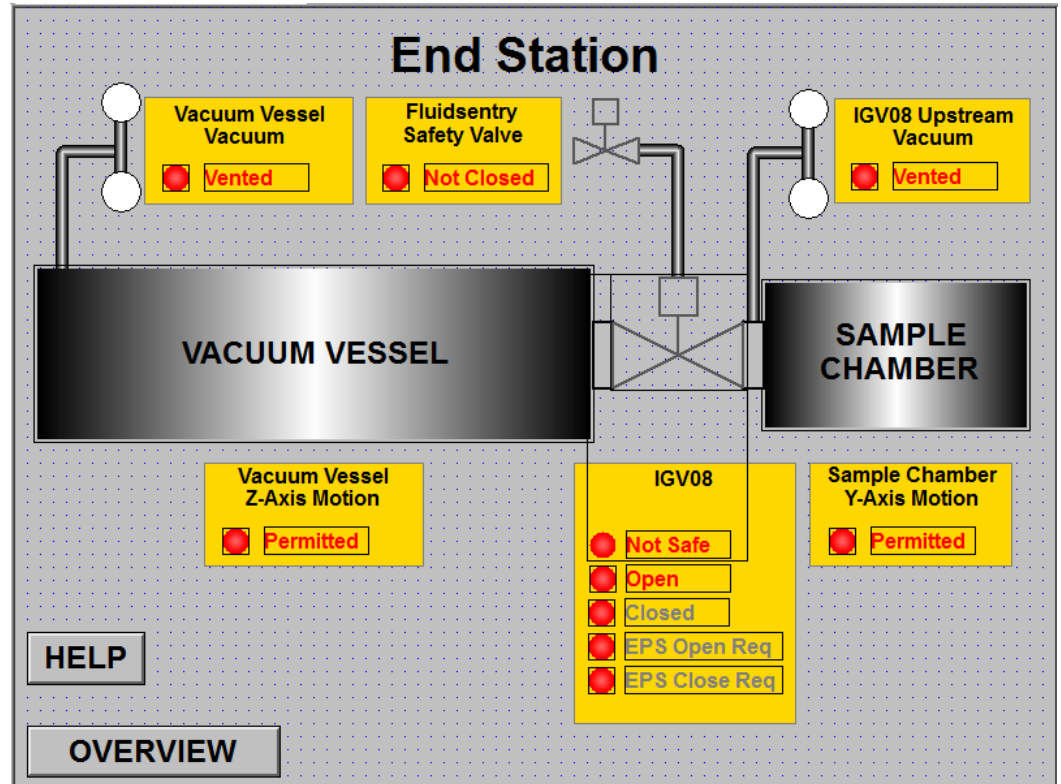 End Station
Vacuum Vessel
Vacuum
Vented
Fluidsentry
Safety Valve
Not Closed
IGV08 Upstream
Vacuum
Vented
VACUUM VESSEL
SAMPLE
CHAMBER
Vacuum Vessel
Z-Axis Motion
Permitted
IGV08
Not Safe
Open
Closed
EPS Open Req
EPS Close Req
Sample Chamber
Y-Axis Motion
Permitted
HELP
OVERVIEW